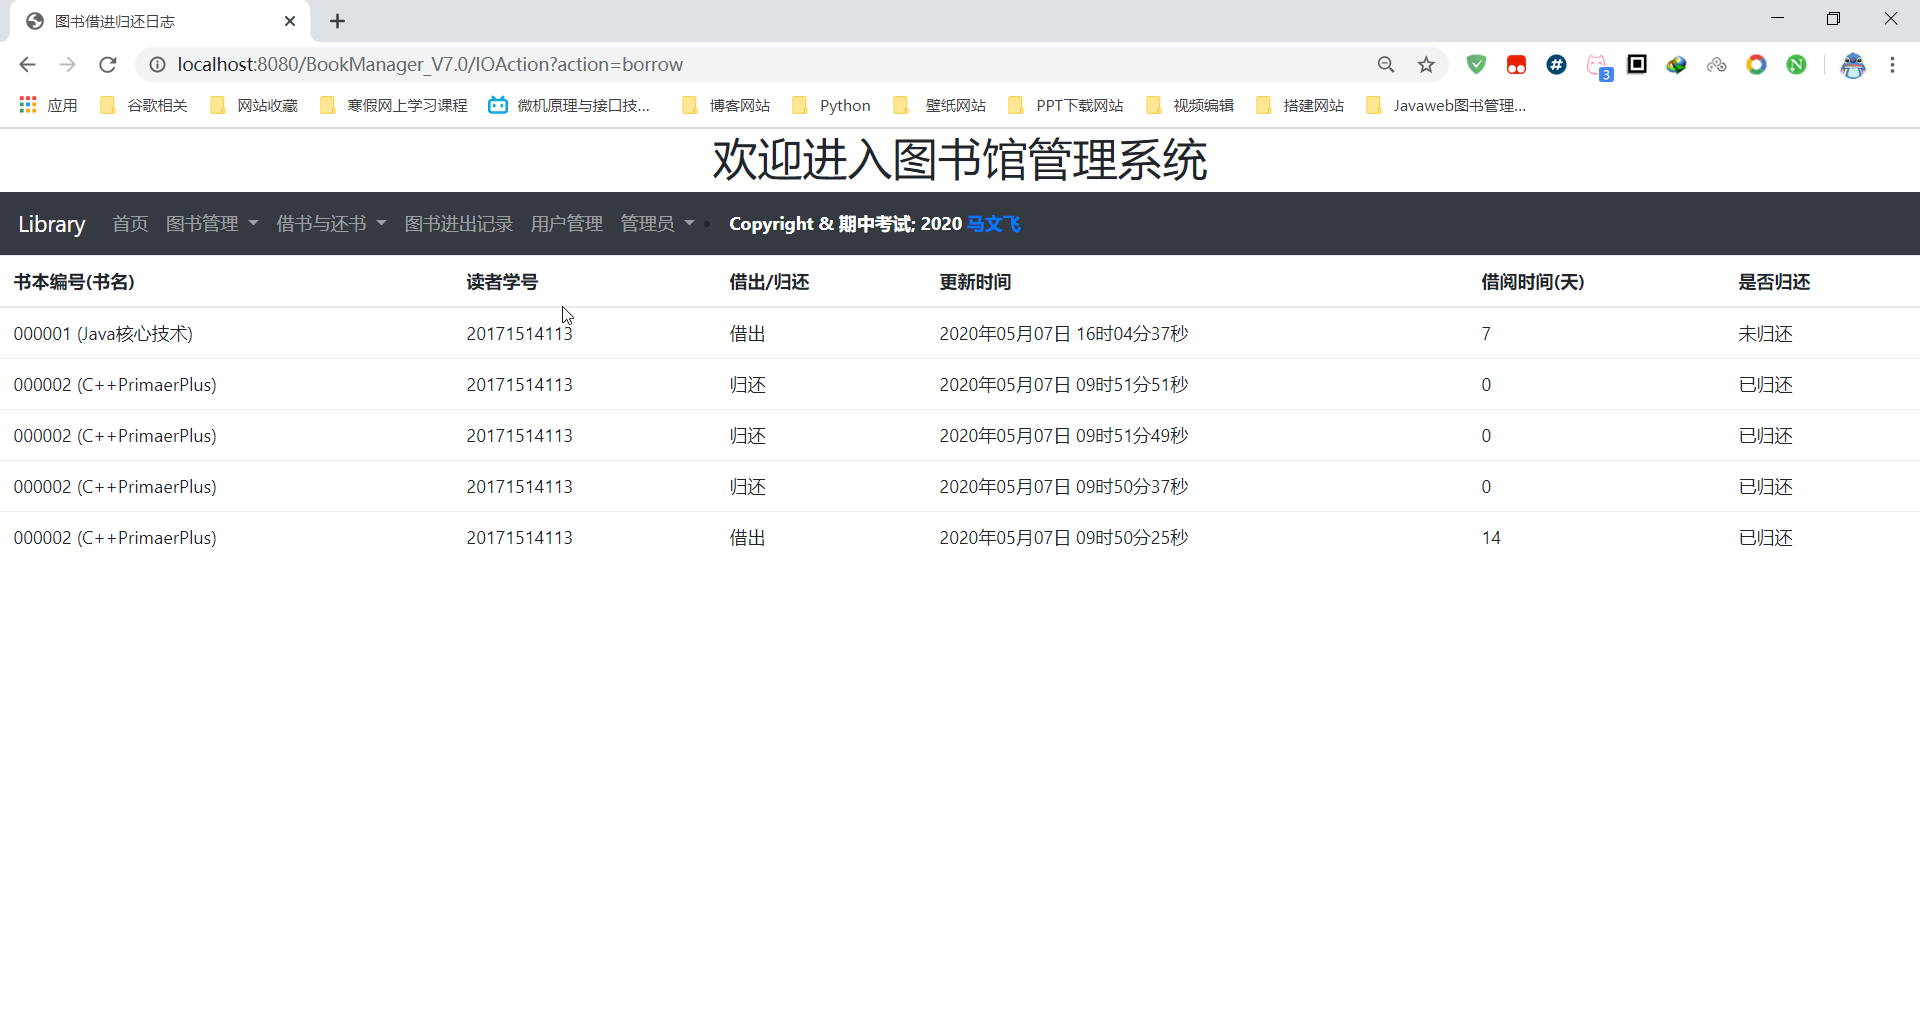 图书借进归还日志
localhost:8080/BookManager_V7.0/IOAction?action=borrow
3
应用 谷歌相关 网站收藏 寒假网上学习课程 微机原理与接口技... 博客网站 Python 壁纸网站 PPT下载网站 视频编辑 搭建网站 Javaweb图书管理...
欢迎进入图书馆管理系统
Library 首页 图书管理 借书与还书 图书进出记录 用户管理 管理员 Copyright & 期中考试; 2020 马文飞
书本编号(书名) 读者学号 借出/归还 更新时间 借阅时间(天) 是否归还
000001 (Java核心技术) 20171514113 借出 2020年05月07日 16时04分37秒 7 未归还
000002 (C++PrimaerPlus) 20171514113 归还 2020年05月07日 09时51分51秒 0 已归还
000002 (C++PrimaerPlus) 20171514113 归还 2020年05月07日 09时51分49秒 0 已归还
000002 (C++PrimaerPlus) 20171514113 归还 2020年05月07日 09时50分37秒 0 已归还
000002 (C++PrimaerPlus) 20171514113 借出 2020年05月07日 09时50分25秒 14 已归还